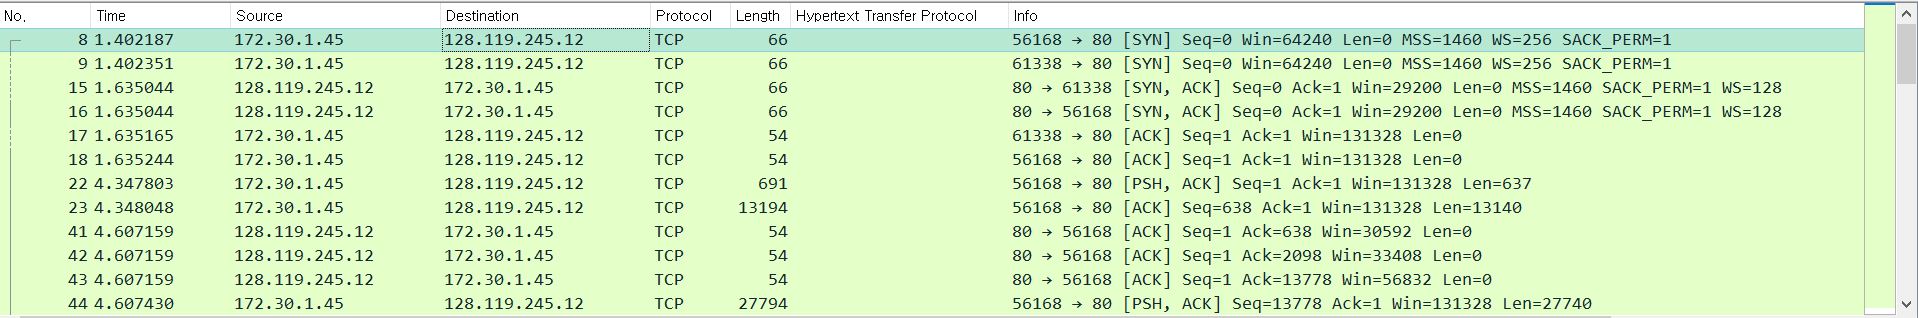 No. Time Source Destination Protocol Length Hypertext Transfer Protocol Info
8 1.402187 172.30.1.45 128.119.245.12 TCP 66 56168 → 80 [SYN] Seq=0 Win=64240 Len=0 MSS=1460 WS=256 SACK_PERM=1
9 1.402351 172.30.1.45 128.119.245.12 TCP 66 61338 → 80 [SYN] Seq=0 Win=64240 Len=0 MSS=1460 WS=256 SACK_PERM=1
15 1.635044 128.119.245.12 172.30.1.45 TCP 66 80 → 61338 [SYN, ACK] Seq=0 Ack=1 Win=29200 Len=0 MSS=1460 SACK_PERM=1 WS=128
16 1.635044 128.119.245.12 172.30.1.45 TCP 66 80 → 56168 [SYN, ACK] Seq=0 Ack=1 Win=29200 Len=0 MSS=1460 SACK_PERM=1 WS=128
17 1.635165 172.30.1.45 128.119.245.12 TCP 54 61338 → 80 [ACK] Seq=1 Ack=1 Win=131328 Len=0
18 1.635244 172.30.1.45 128.119.245.12 TCP 54 56168 → 80 [ACK] Seq=1 Ack=1 Win=131328 Len=0
22 4.347803 172.30.1.45 128.119.245.12 TCP 691 56168 → 80 [PSH, ACK] Seq=1 Ack=1 Win=131328 Len=637
23 4.348048 172.30.1.45 128.119.245.12 TCP 13194 56168 → 80 [ACK] Seq=638 Ack=1 Win=131328 Len=13140
41 4.607159 128.119.245.12 172.30.1.45 TCP 54 80 → 56168 [ACK] Seq=1 Ack=638 Win=30592 Len=0
42 4.607159 128.119.245.12 172.30.1.45 TCP 54 80 → 56168 [ACK] Seq=1 Ack=2098 Win=33408 Len=0
43 4.607159 128.119.245.12 172.30.1.45 TCP 54 80 → 56168 [ACK] Seq=1 Ack=13778 Win=56832 Len=0
44 4.607430 172.30.1.45 128.119.245.12 TCP 27794 56168 → 80 [PSH, ACK] Seq=13778 Ack=1 Win=131328 Len=27740